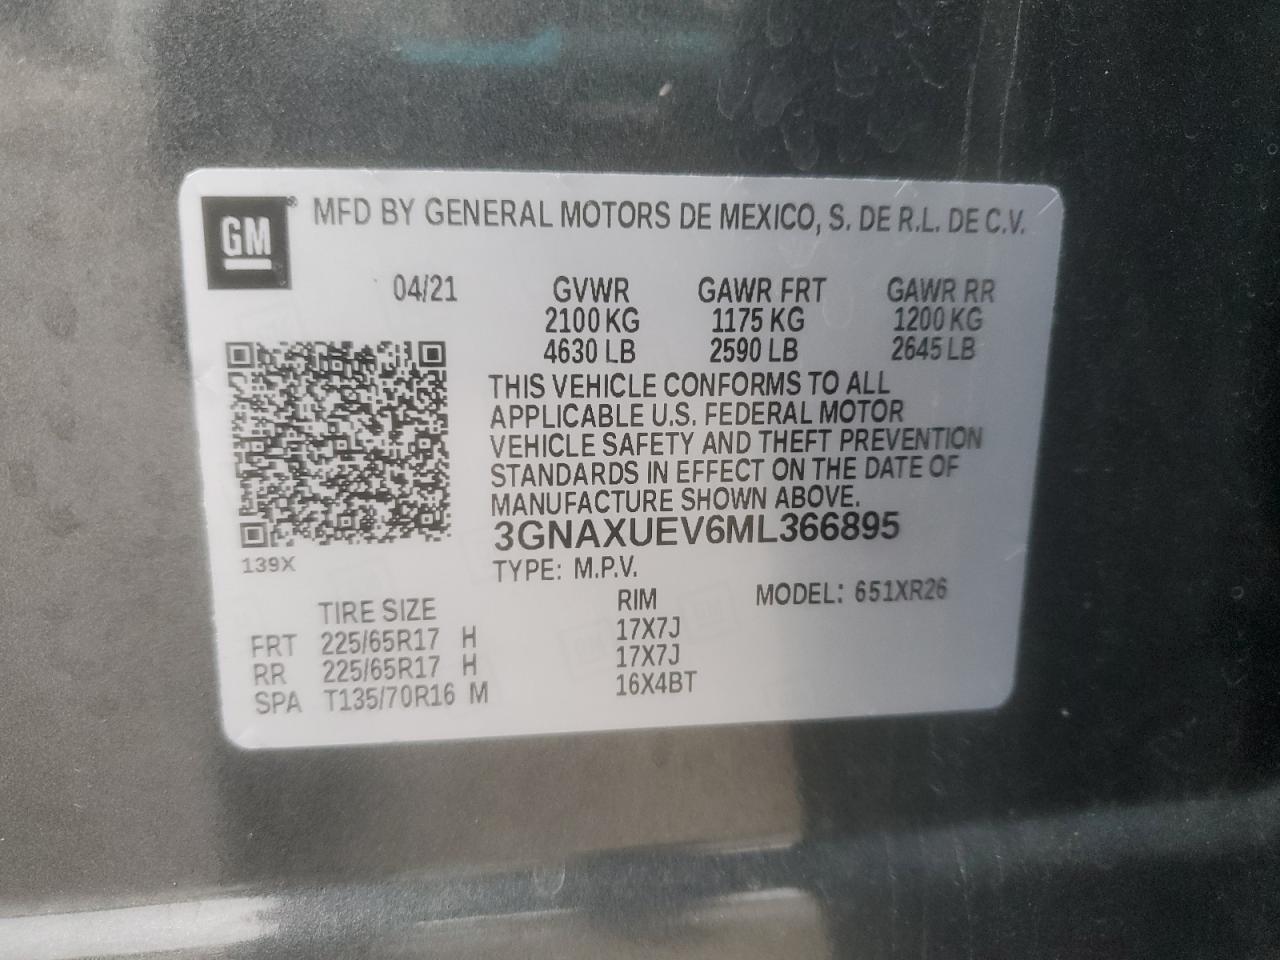 GM ® MFD BY GENERAL MOTORS DE MEXICO, S. DE R.L. DE C.V.
04/21 GVWR GAWR FRT GAWR RR
2100 KG 1175 KG 1200 KG
4630 LB 2590 LB 2645 LB
THIS VEHICLE CONFORMS TO ALL
APPLICABLE U.S. FEDERAL MOTOR
VEHICLE SAFETY AND THEFT PREVENTION
STANDARDS IN EFFECT ON THE DATE OF
MANUFACTURE SHOWN ABOVE.
3GNAXUEV6ML366895
139X
TYPE: M.P.V.
TIRE SIZE RIM MODEL: 651XR26
FRT 225/65R17 H 17X7J
RR 225/65R17 H 17X7J
SPA T135/70R16 M 16X4BT